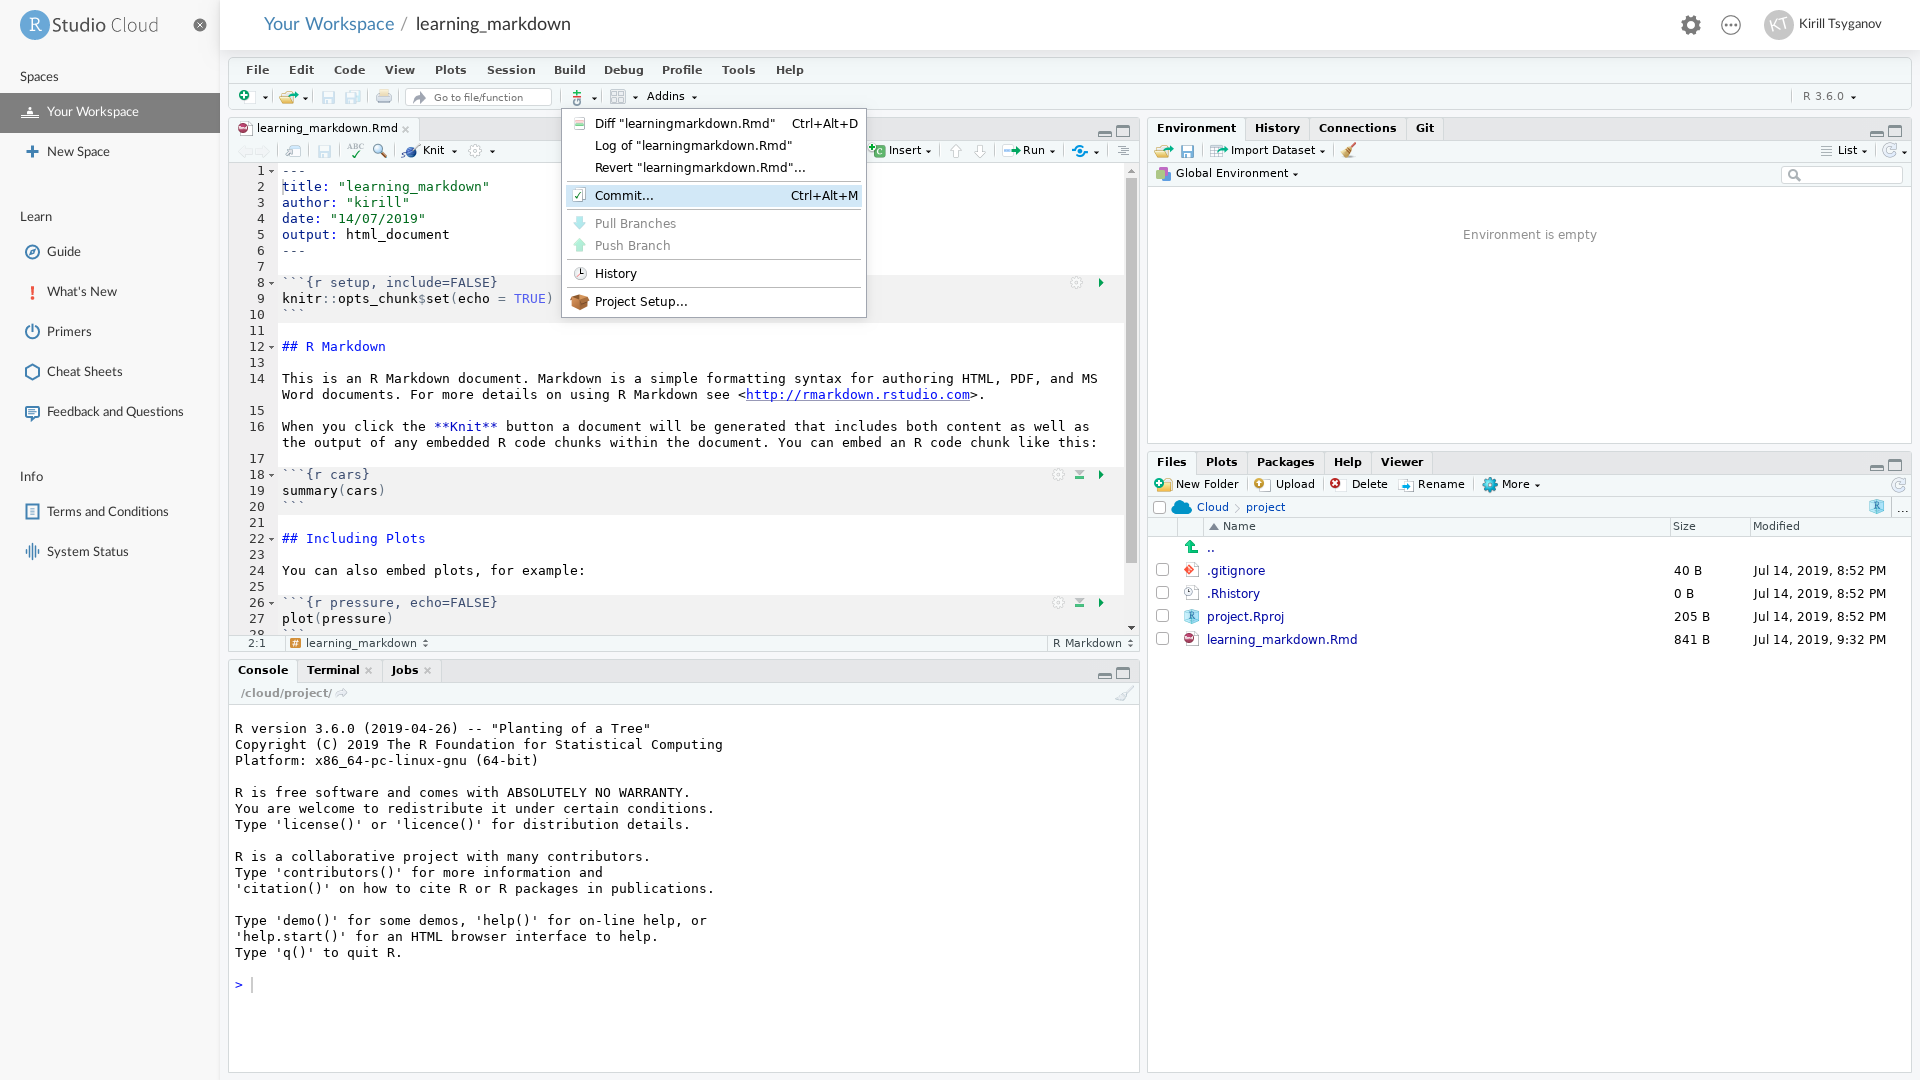 R Studio Cloud
Your Workspace / learning_markdown
KT Kirill Tsyganov
Spaces
Your Workspace
New Space
Learn
Guide
What's New
Primers
Cheat Sheets
Feedback and Questions
Info
Terms and Conditions
System Status
File Edit Code View Plots Session Build Debug Profile Tools Help
Go to file/function Addins R 3.6.0
learning_markdown.Rmd
ABC Knit Insert Run
Diff "learningmarkdown.Rmd" Ctrl+Alt+D
Log of "learningmarkdown.Rmd"
Revert "learningmarkdown.Rmd"...
Commit... Ctrl+Alt+M
Pull Branches
Push Branch
History
Project Setup...
1 ---
2 title: "learning_markdown"
3 author: "kirill"
4 date: "14/07/2019"
5 output: html_document
6 ---
7
8 ```{r setup, include=FALSE}
9 knitr::opts_chunk$set(echo = TRUE)
10 ```
11
12 ## R Markdown
13
14 This is an R Markdown document. Markdown is a simple formatting syntax for authoring HTML, PDF, and MS
Word documents. For more details on using R Markdown see <http://rmarkdown.rstudio.com>.
15
16 When you click the **Knit** button a document will be generated that includes both content as well as
the output of any embedded R code chunks within the document. You can embed an R code chunk like this:
17
18 ```{r cars}
19 summary(cars)
20 ```
21
22 ## Including Plots
23
24 You can also embed plots, for example:
25
26 ```{r pressure, echo=FALSE}
27 plot(pressure)
28 ```
2:1 learning_markdown R Markdown
Console Terminal Jobs
/cloud/project/
R version 3.6.0 (2019-04-26) -- "Planting of a Tree"
Copyright (C) 2019 The R Foundation for Statistical Computing
Platform: x86_64-pc-linux-gnu (64-bit)
R is free software and comes with ABSOLUTELY NO WARRANTY.
You are welcome to redistribute it under certain conditions.
Type 'license()' or 'licence()' for distribution details.
R is a collaborative project with many contributors.
Type 'contributors()' for more information and
'citation()' on how to cite R or R packages in publications.
Type 'demo()' for some demos, 'help()' for on-line help, or
'help.start()' for an HTML browser interface to help.
Type 'q()' to quit R.
>
Environment History Connections Git
Import Dataset List
Global Environment
Environment is empty
Files Plots Packages Help Viewer
New Folder Upload Delete Rename More
Cloud project ...
Name Size Modified
..
.gitignore 40 B Jul 14, 2019, 8:52 PM
.Rhistory 0 B Jul 14, 2019, 8:52 PM
project.Rproj 205 B Jul 14, 2019, 8:52 PM
learning_markdown.Rmd 841 B Jul 14, 2019, 9:32 PM